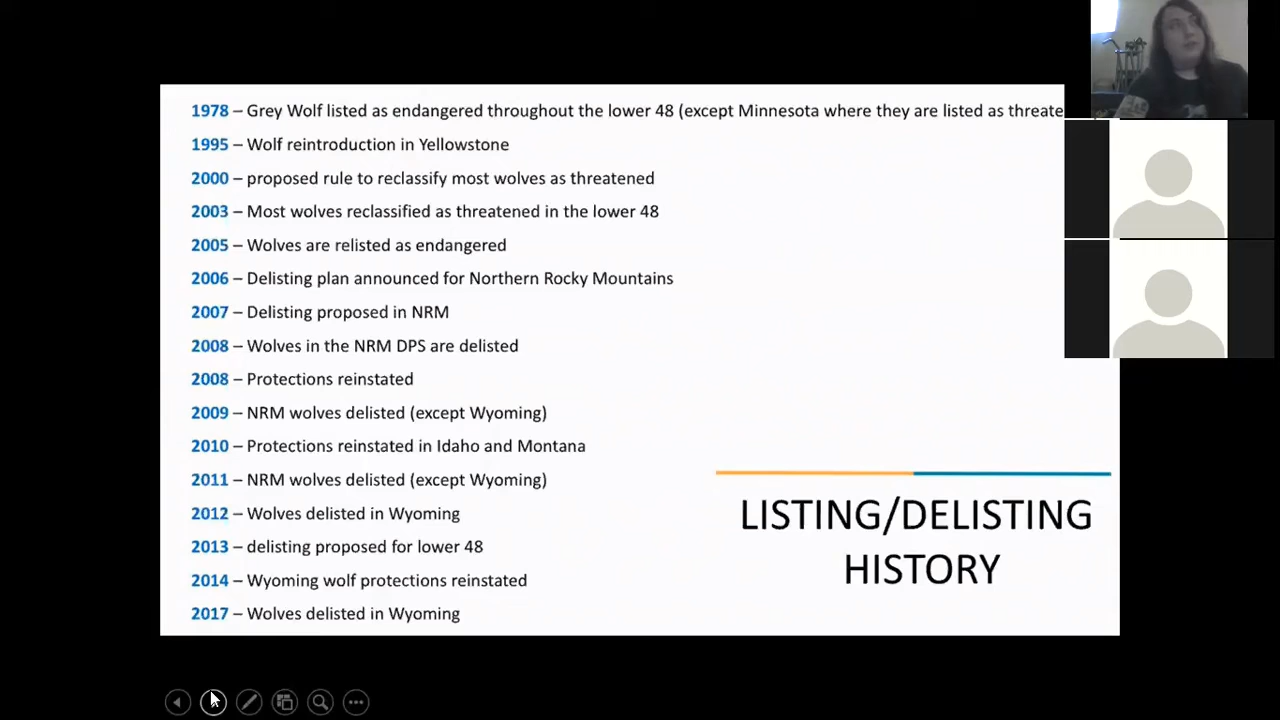 1978 – Grey Wolf listed as endangered throughout the lower 48 (except Minnesota where they are listed as threate
1995 – Wolf reintroduction in Yellowstone
2000 – proposed rule to reclassify most wolves as threatened
2003 – Most wolves reclassified as threatened in the lower 48
2005 – Wolves are relisted as endangered
2006 – Delisting plan announced for Northern Rocky Mountains
2007 – Delisting proposed in NRM
2008 – Wolves in the NRM DPS are delisted
2008 – Protections reinstated
2009 – NRM wolves delisted (except Wyoming)
2010 – Protections reinstated in Idaho and Montana
2011 – NRM wolves delisted (except Wyoming)
2012 – Wolves delisted in Wyoming
2013 – delisting proposed for lower 48
2014 – Wyoming wolf protections reinstated
2017 – Wolves delisted in Wyoming
LISTING/DELISTING
HISTORY